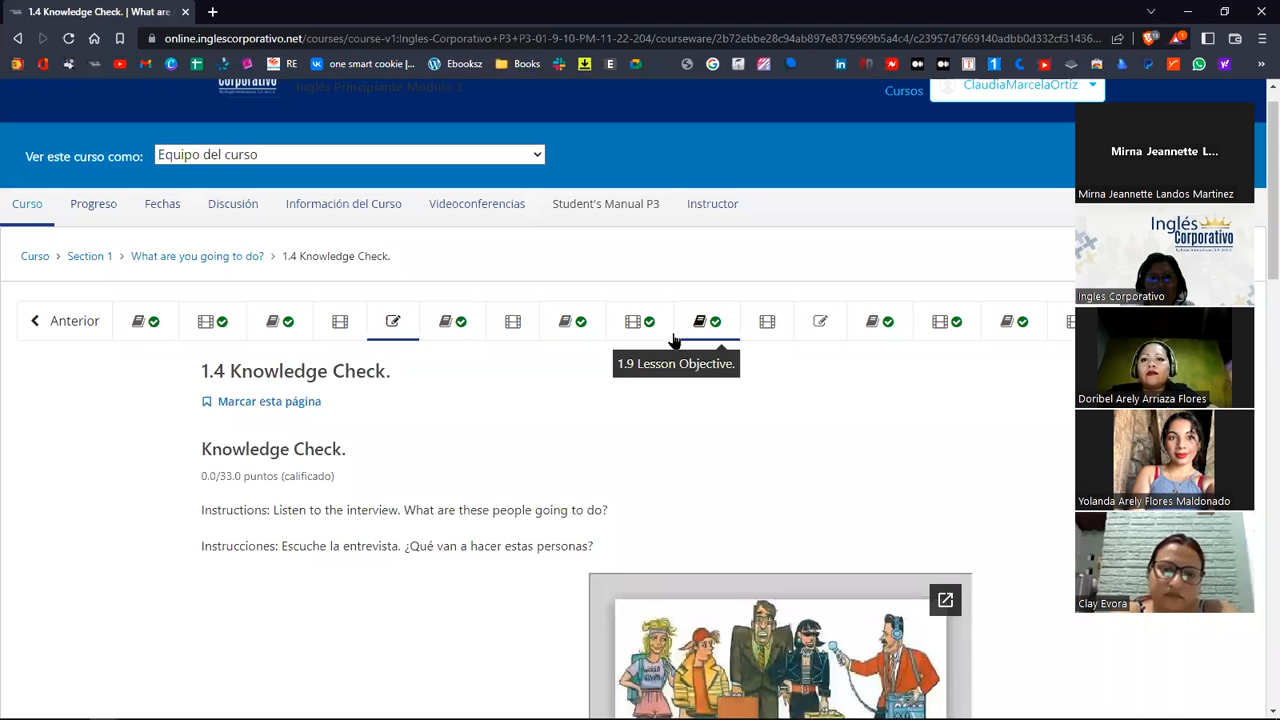 1.4 Knowledge Check. | What are
online.inglescorporativo.net/courses/course-v1:Ingles-Corporativo+P3+P3-01-9-10-PM-11-22-204/courseware/2b72ebbe28c94ab897e8375969b5a4c4/c23957d7669140adbb0d332cf31436...
RE
one smart cookie [...
Ebooksz
Books
Corporativo
Inglés Principiante Modulo 3
Cursos
ClaudiaMarcelaOrtiz
Ver este curso como:
Equipo del curso
Curso
Progreso
Fechas
Discusión
Información del Curso
Videoconferencias
Student's Manual P3
Instructor
Curso > Section 1 > What are you going to do? > 1.4 Knowledge Check.
Anterior
1.9 Lesson Objective.
1.4 Knowledge Check.
Marcar esta página
Knowledge Check.
0.0/33.0 puntos (calificado)
Instructions: Listen to the interview. What are these people going to do?
Instrucciones: Escuche la entrevista. ¿Qué van a hacer estas personas?
Mirna Jeannette L...
Mirna Jeannette Landos Martinez
Inglés
Corporativo
Ingles Corporativo
Doribel Arely Arriaza Flores
Yolanda Arely Flores Maldonado
Clay Evora